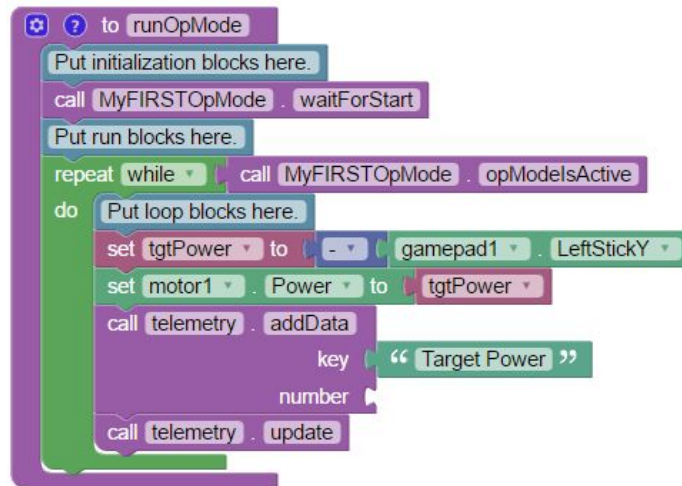 ? to runOpMode
Put initialization blocks here.
call MyFIRSTOpMode . waitForStart
Put run blocks here.
repeat while call MyFIRSTOpMode . opModeIsActive
do Put loop blocks here.
set tgtPower to - gamepad1 . LeftStickY
set motor1 . Power to tgtPower
call telemetry . addData
key “ Target Power ”
number
call telemetry . update